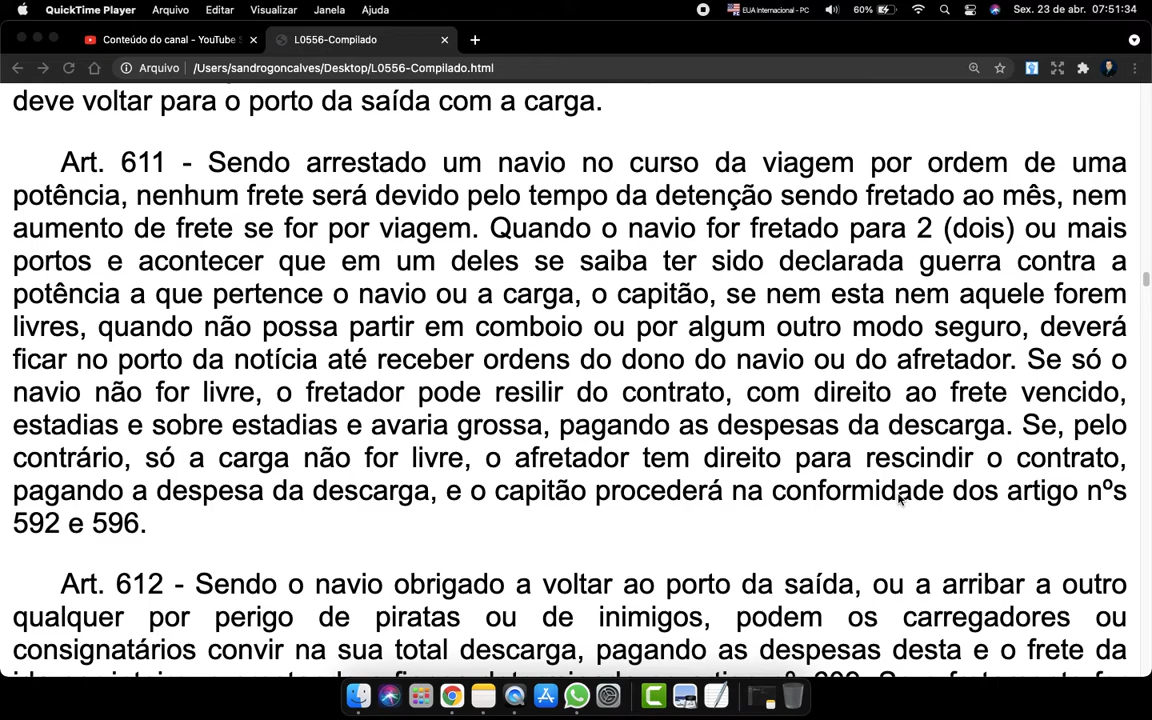 QuickTime Player Arquivo Editar Visualizar Janela Ajuda EUA Internacional - PC 60% Sex. 23 de abr. 07:51:34
Conteúdo do canal - YouTube L0556-Compilado
Arquivo /Users/sandrogoncalves/Desktop/L0556-Compilado.html
deve voltar para o porto da saída com a carga.
Art. 611 - Sendo arrestado um navio no curso da viagem por ordem de uma
potência, nenhum frete será devido pelo tempo da detenção sendo fretado ao mês, nem
aumento de frete se for por viagem. Quando o navio for fretado para 2 (dois) ou mais
portos e acontecer que em um deles se saiba ter sido declarada guerra contra a
potência a que pertence o navio ou a carga, o capitão, se nem esta nem aquele forem
livres, quando não possa partir em comboio ou por algum outro modo seguro, deverá
ficar no porto da notícia até receber ordens do dono do navio ou do afretador. Se só o
navio não for livre, o fretador pode resilir do contrato, com direito ao frete vencido,
estadias e sobre estadias e avaria grossa, pagando as despesas da descarga. Se, pelo
contrário, só a carga não for livre, o afretador tem direito para rescindir o contrato,
pagando a despesa da descarga, e o capitão procederá na conformidade dos artigo nºs
592 e 596.
Art. 612 - Sendo o navio obrigado a voltar ao porto da saída, ou a arribar a outro
qualquer por perigo de piratas ou de inimigos, podem os carregadores ou
consignatários convir na sua total descarga, pagando as despesas desta e o frete da